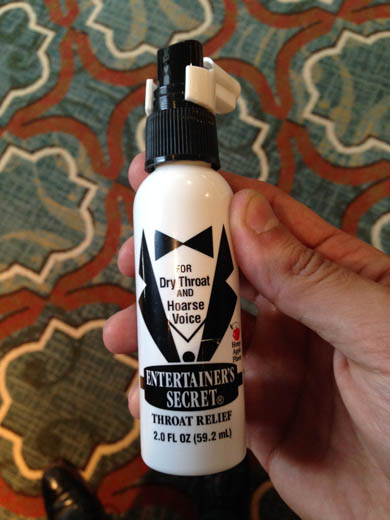 FOR
Dry Throat
AND
Hoarse
Voice
ENTERTAINER'S
SECRET®
THROAT RELIEF
2.0 FL OZ (59.2 mL)